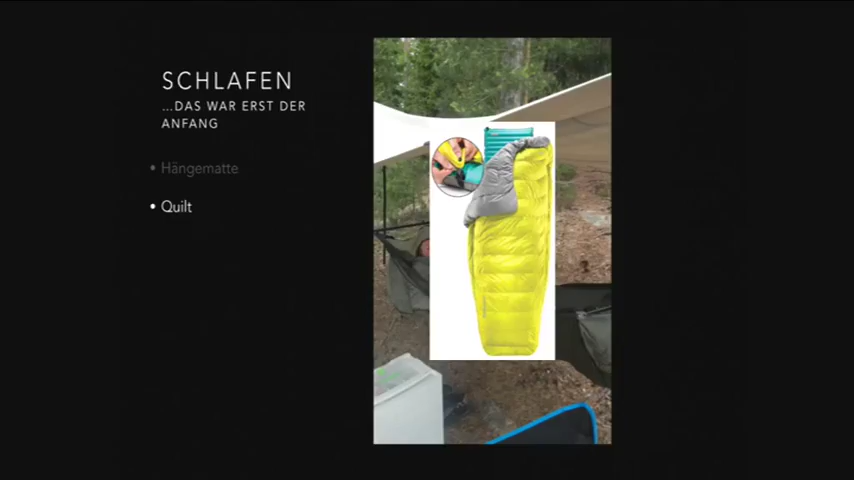 SCHLAFEN
...DAS WAR ERST DER
ANFANG
• Hängematte
• Quilt